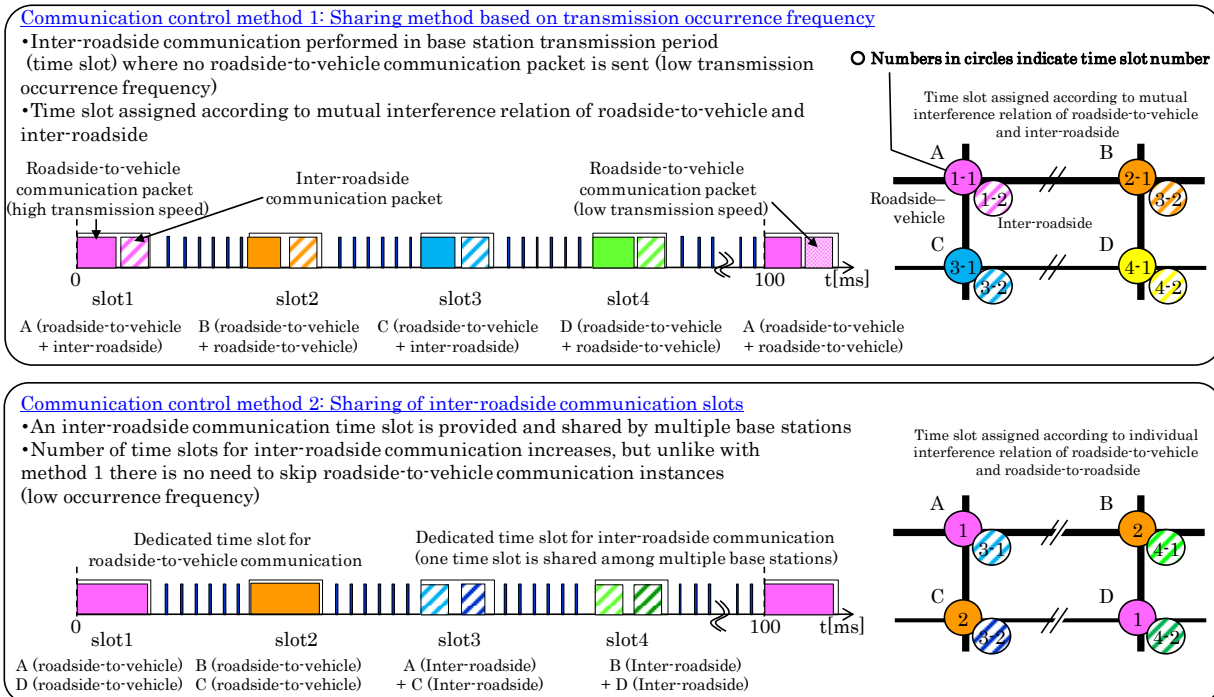 Communication control method 1: Sharing method based on transmission occurrence frequency
•Inter-roadside communication performed in base station transmission period
(time slot) where no roadside-to-vehicle communication packet is sent (low transmission
occurrence frequency)
•Time slot assigned according to mutual interference relation of roadside-to-vehicle and
inter-roadside
O Numbers in circles indicate time slot number
Time slot assigned according to mutual
interference relation of roadside-to-vehicle
and inter-roadside
A
B
1-1
1-2
2-1
3-2
Roadside–
vehicle
Inter-roadside
C
D
3-1
3-2
4-1
4-2
Roadside-to-vehicle
communication packet
(high transmission speed)
Inter-roadside
communication packet
Roadside-to-vehicle
communication packet
(low transmission speed)
0
100
t[ms]
slot1
slot2
slot3
slot4
A (roadside-to-vehicle
+ inter-roadside)
B (roadside-to-vehicle
+ roadside-to-vehicle)
C (roadside-to-vehicle
+ inter-roadside)
D (roadside-to-vehicle
+ roadside-to-vehicle)
A (roadside-to-vehicle
+ roadside-to-vehicle)
Communication control method 2: Sharing of inter-roadside communication slots
•An inter-roadside communication time slot is provided and shared by multiple base stations
•Number of time slots for inter-roadside communication increases, but unlike with
method 1 there is no need to skip roadside-to-vehicle communication instances
(low occurrence frequency)
Time slot assigned according to individual
interference relation of roadside-to-vehicle
and roadside-to-roadside
A
B
1
3-1
2
4-1
C
D
2
3-2
1
4-2
Dedicated time slot for
roadside-to-vehicle communication
Dedicated time slot for inter-roadside communication
(one time slot is shared among multiple base stations)
0
100
t[ms]
slot1
slot2
slot3
slot4
A (roadside-to-vehicle)
D (roadside-to-vehicle)
B (roadside-to-vehicle)
C (roadside-to-vehicle)
A (Inter-roadside)
+ C (Inter-roadside)
B (Inter-roadside)
+ D (Inter-roadside)